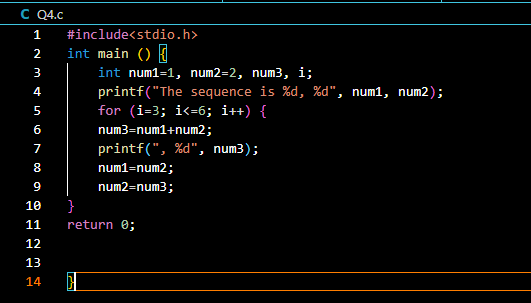 C Q4.c
1 #include<stdio.h>
2 int main () {
3 int num1=1, num2=2, num3, i;
4 printf("The sequence is %d, %d", num1, num2);
5 for (i=3; i<=6; i++) {
6 num3=num1+num2;
7 printf(", %d", num3);
8 num1=num2;
9 num2=num3;
10 }
11 return 0;
12
13
14 }